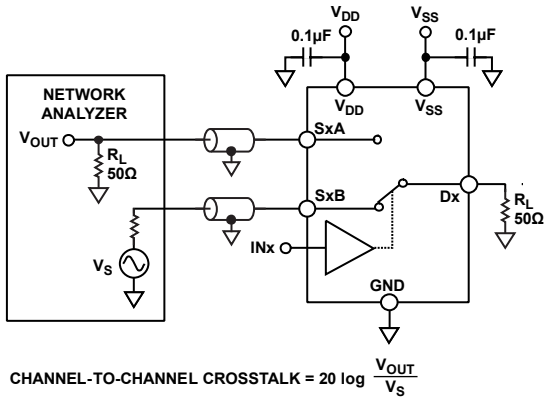 VDD
VSS
0.1µF
0.1µF
NETWORK
ANALYZER
VDD
VSS
VOUT
SxA
RL
50Ω
SxB
Dx
RL
50Ω
INx
VS
GND
CHANNEL-TO-CHANNEL CROSSTALK = 20 log VOUT
VS